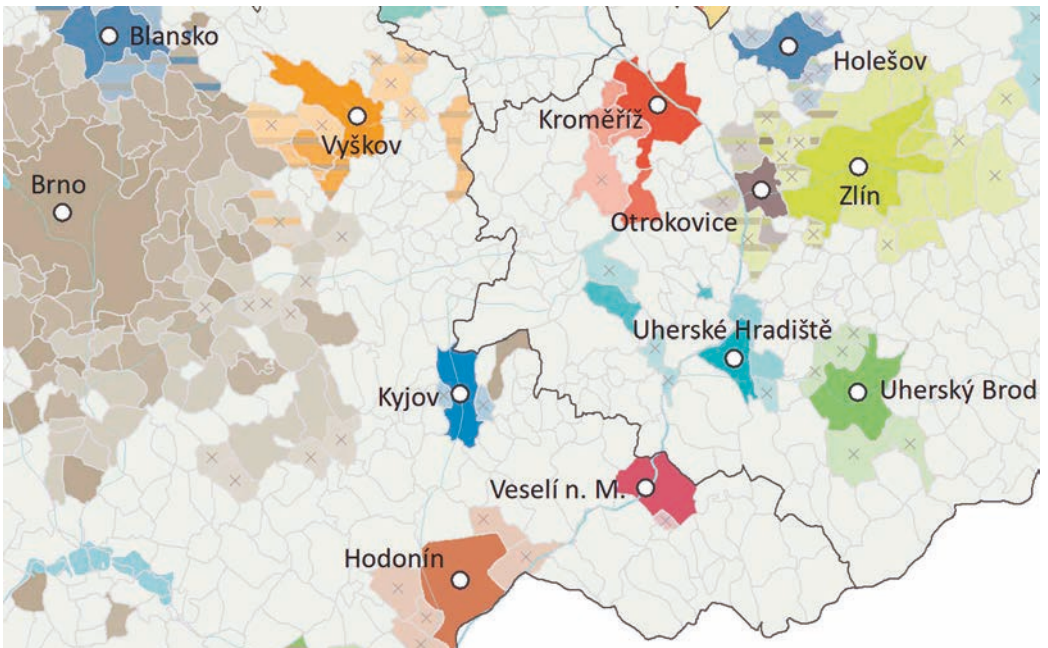 Blansko
Holešov
Kroměříž
Vyškov
Brno
Zlín
Otrokovice
Uherské Hradiště
Kyjov
Uherský Brod
Veselí n. M.
Hodonín